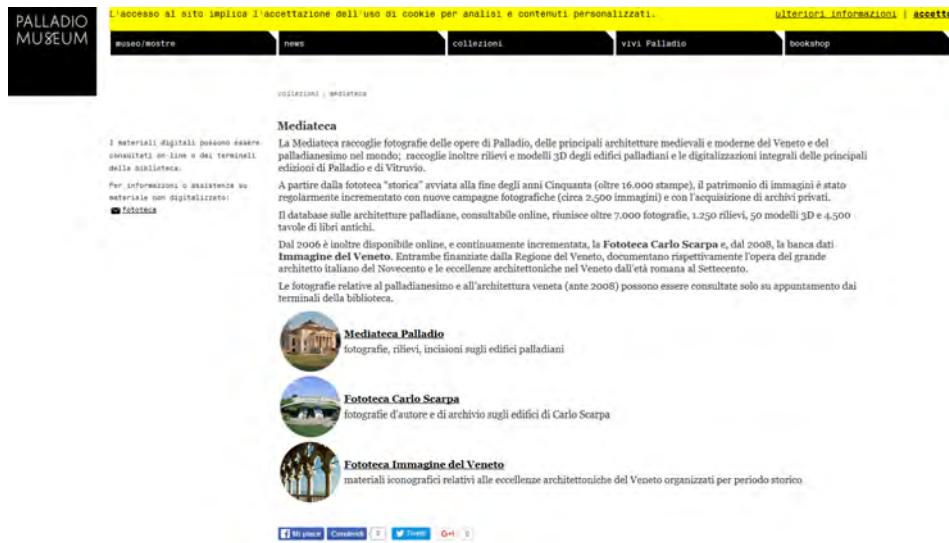 L'accesso al sito implica l'accettazione dell'uso di cookie per analisi e contenuti personalizzati.
ulteriori informazioni | accetto
PALLADIO
MUSEUM
museo/mostre
news
collezioni
vivi Palladio
bookshop
collezioni | mediateca
I materiali digitali possono essere
consultati on-line o dai terminali
della biblioteca.
Per informazioni o assistenza su
materiale non digitalizzato:
fototeca
Mediateca
La Mediateca raccoglie fotografie delle opere di Palladio, delle principali architetture medievali e moderne del Veneto e del
palladianesimo nel mondo; raccoglie inoltre rilievi e modelli 3D degli edifici palladiani e le digitalizzazioni integrali delle principali
edizioni di Palladio e di Vitruvio.
A partire dalla fototeca "storica" avviata alla fine degli anni Cinquanta (oltre 16.000 stampe), il patrimonio di immagini è stato
regolarmente incrementato con nuove campagne fotografiche (circa 2.500 immagini) e con l'acquisizione di archivi privati.
Il database sulle architetture palladiane, consultabile online, riunisce oltre 7.000 fotografie, 1.250 rilievi, 50 modelli 3D e 4.500
tavole di libri antichi.
Dal 2006 è inoltre disponibile online, e continuamente incrementata, la Fototeca Carlo Scarpa e, dal 2008, la banca dati
Immagine del Veneto. Entrambe finanziate dalla Regione del Veneto, documentano rispettivamente l'opera del grande
architetto italiano del Novecento e le eccellenze architettoniche nel Veneto dall'età romana al Settecento.
Le fotografie relative al palladianesimo e all'architettura veneta (ante 2008) possono essere consultate solo su appuntamento dai
terminali della biblioteca.
Mediateca Palladio
fotografie, rilievi, incisioni sugli edifici palladiani
Fototeca Carlo Scarpa
fotografie d'autore e di archivio sugli edifici di Carlo Scarpa
Fototeca Immagine del Veneto
materiali iconografici relativi alle eccellenze architettoniche del Veneto organizzati per periodo storico
Mi piace Condividi 0 Tweet G+1 0